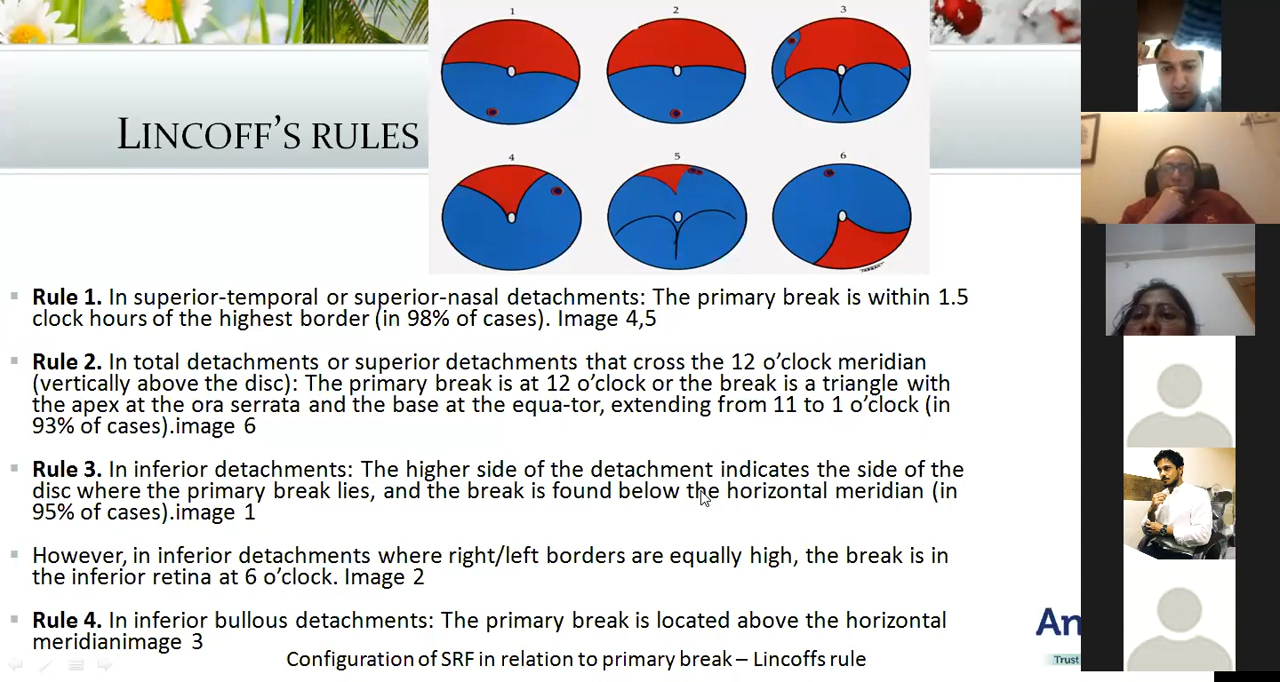 1
2
3
LINCOFF'S RULES
4
5
6
Rule 1. In superior-temporal or superior-nasal detachments: The primary break is within 1.5
clock hours of the highest border (in 98% of cases). Image 4,5
Rule 2. In total detachments or superior detachments that cross the 12 o'clock meridian
(vertically above the disc): The primary break is at 12 o'clock or the break is a triangle with
the apex at the ora serrata and the base at the equa-tor, extending from 11 to 1 o'clock (in
93% of cases).image 6
Rule 3. In inferior detachments: The higher side of the detachment indicates the side of the
disc where the primary break lies, and the break is found below the horizontal meridian (in
95% of cases).image 1
However, in inferior detachments where right/left borders are equally high, the break is in
the inferior retina at 6 o'clock. Image 2
Rule 4. In inferior bullous detachments: The primary break is located above the horizontal
meridianimage 3
An
Trust
Configuration of SRF in relation to primary break – Lincoffs rule